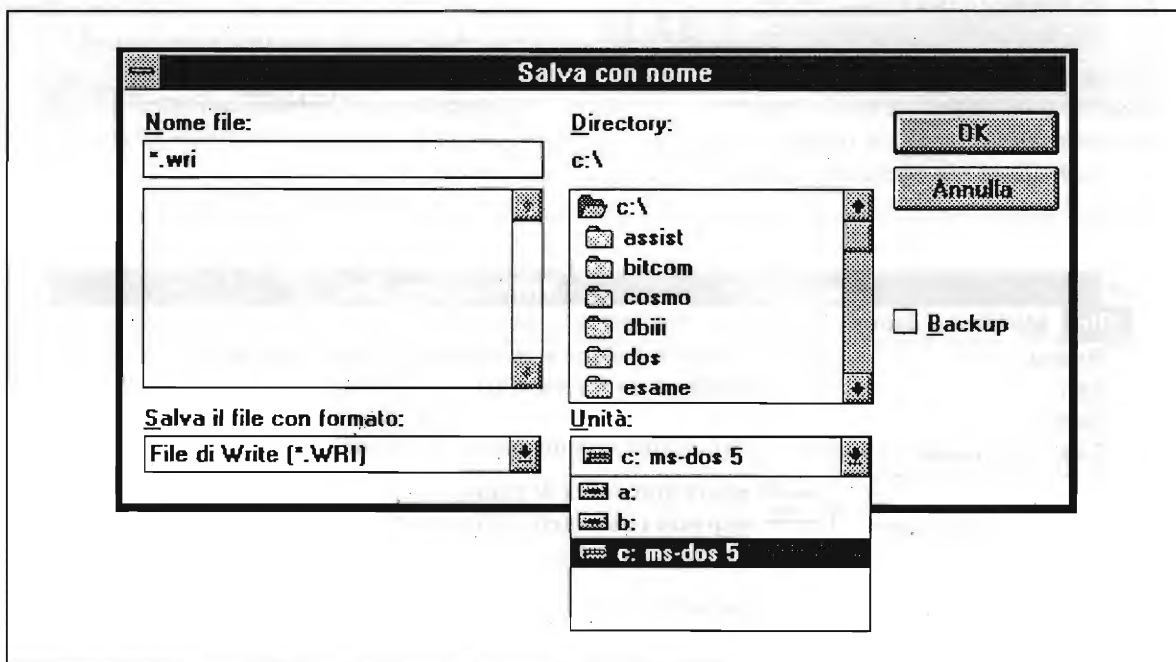 Salva con nome
Nome file:
*.wri
Directory:
c:\
c:\
assist
bitcom
cosmo
dbiii
dos
esame
OK
Annulla
Backup
Salva il file con formato:
File di Write (*.WRI)
Unità:
c: ms-dos 5
a:
b:
c: ms-dos 5